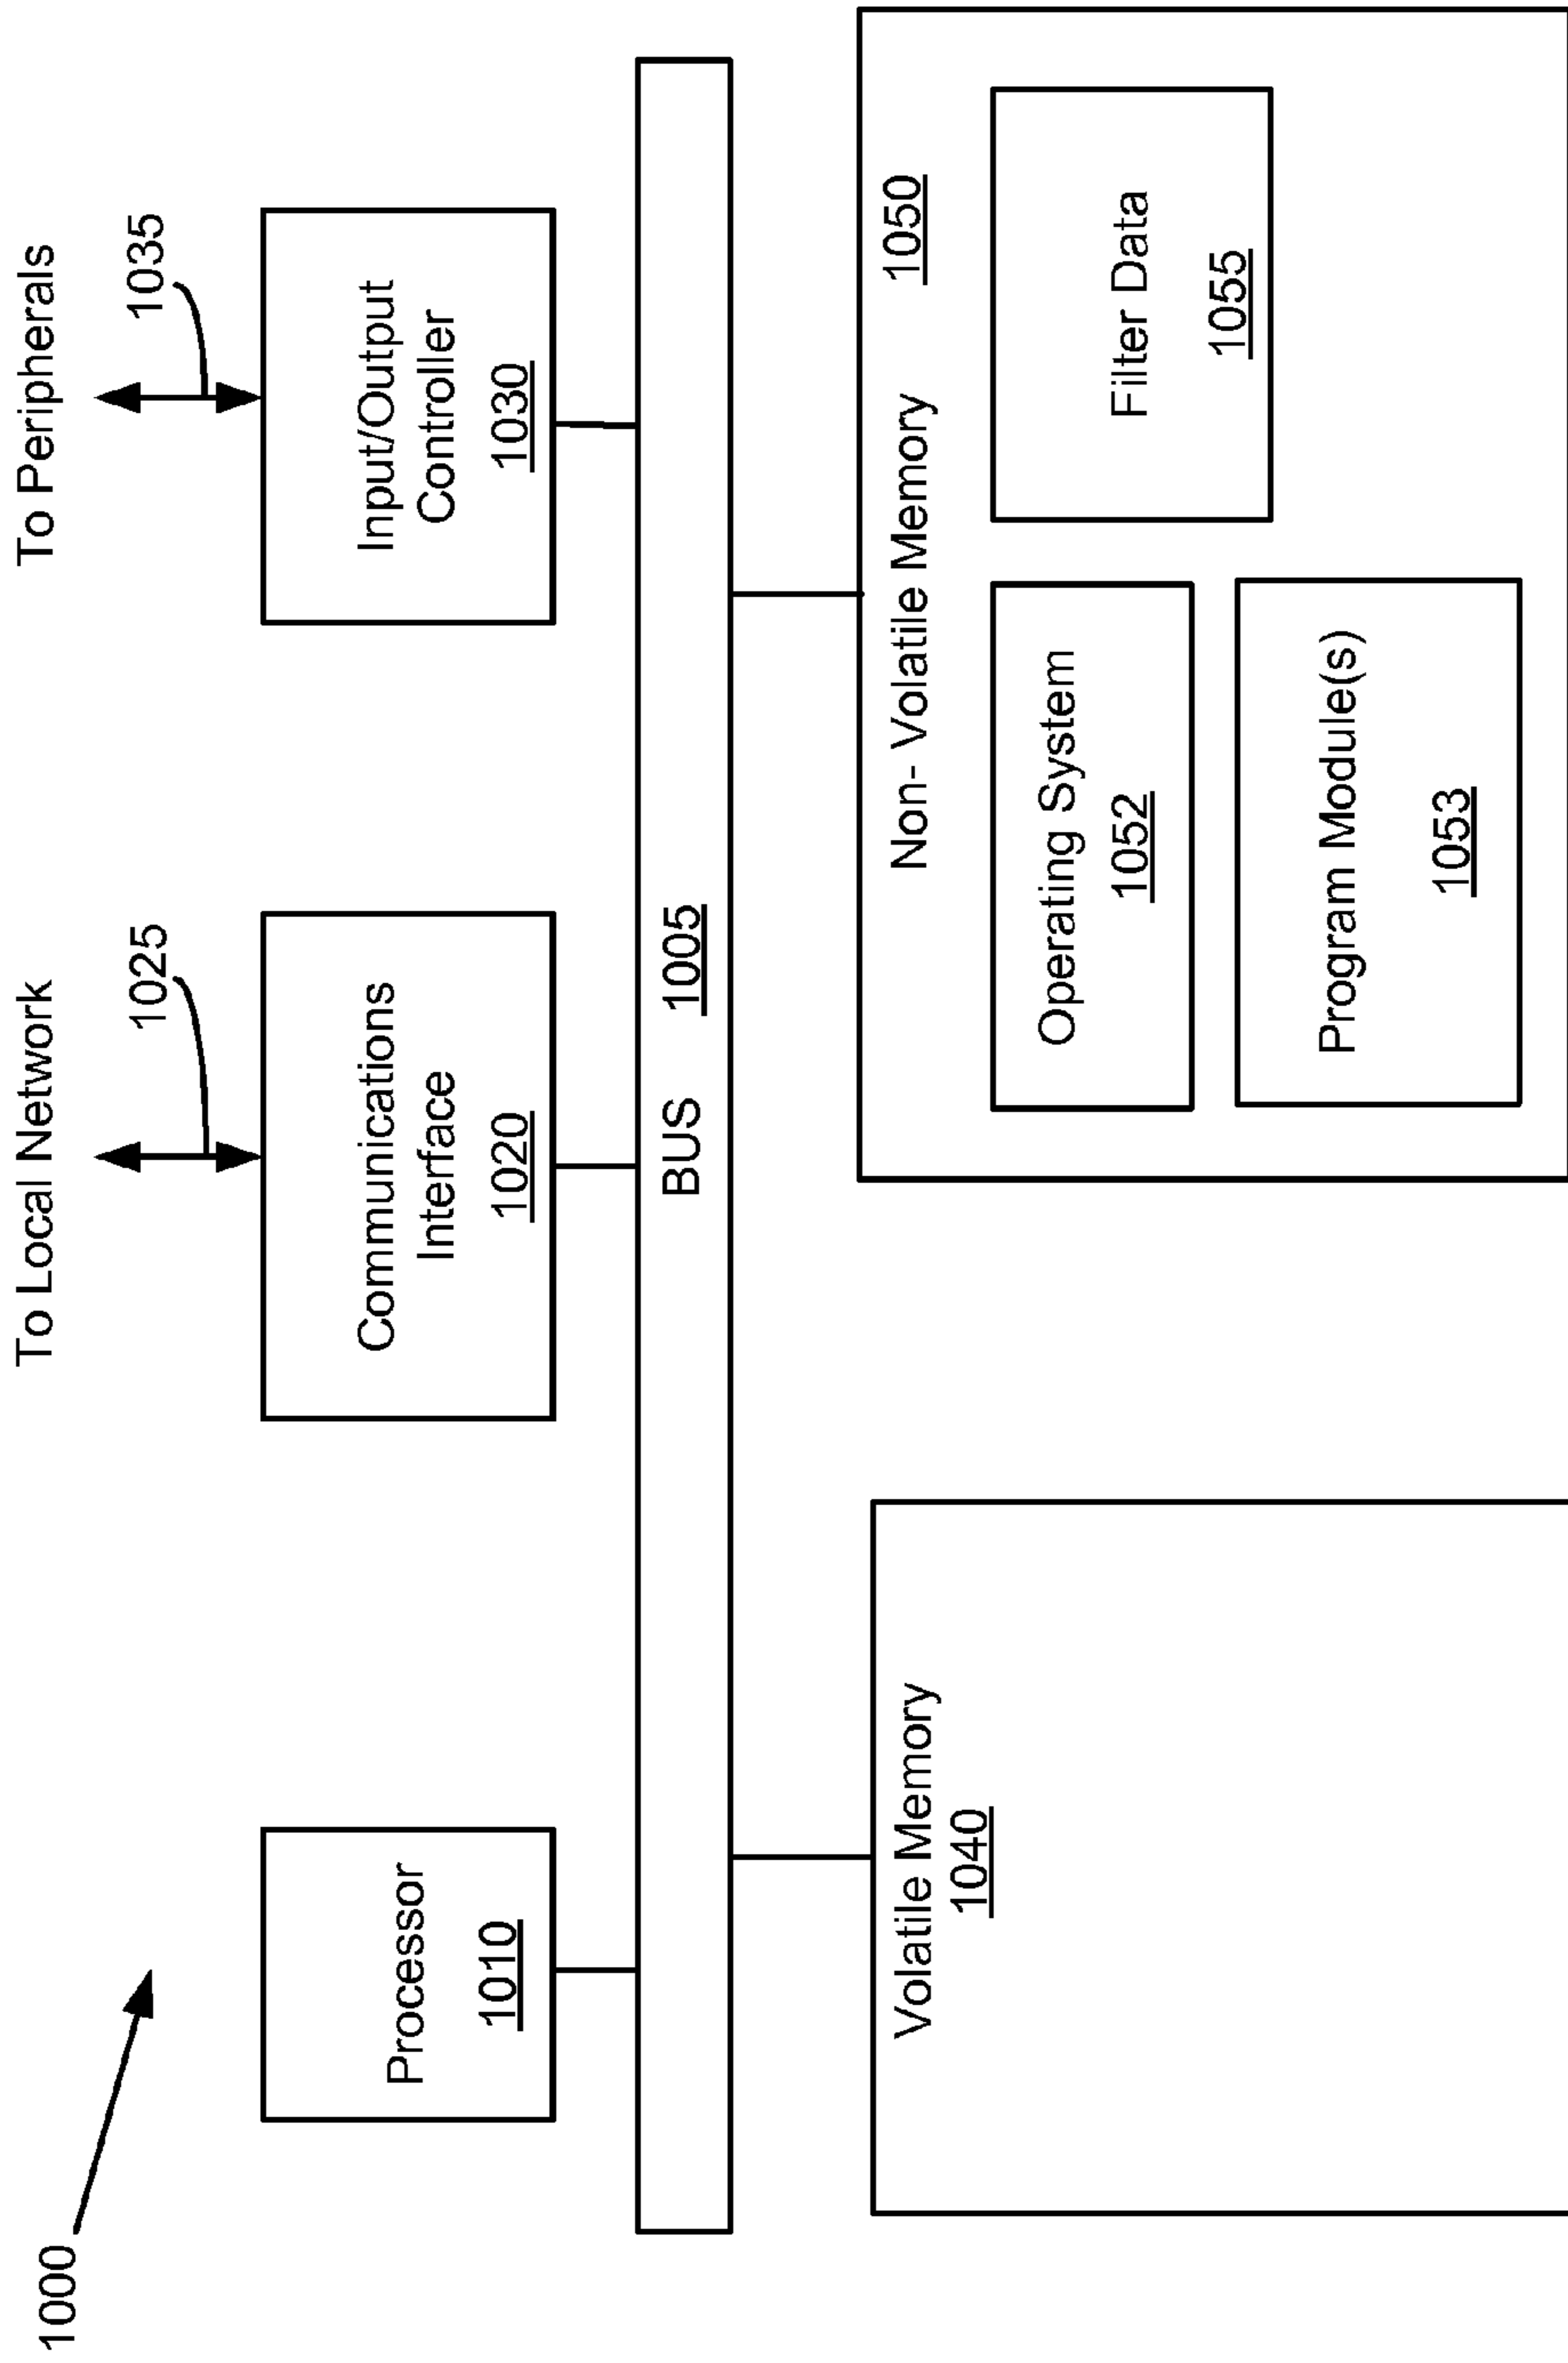 1000
To Local Network
To Peripherals
1025
1035
Processor
1010
Communications
Interface
1020
Input/Output
Controller
1030
BUS 1005
Volatile Memory
1040
Non- Volatile Memory 1050
Operating System
1052
Filter Data
1055
Program Module(s)
1053